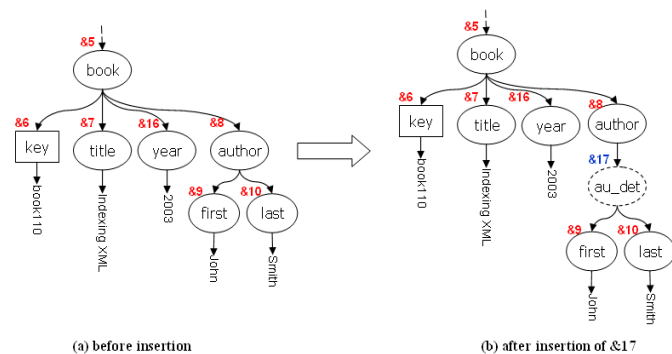 &5
book
&6
&7
&16
&8
key
title
year
author
book110
Indexing XML
2003
&9
&10
first
last
John
Smith
(a) before insertion
&5
book
&6
&7
&16
&8
key
title
year
author
book110
Indexing XML
2003
&17
au_det
&9
&10
first
last
John
Smith
(b) after insertion of &17